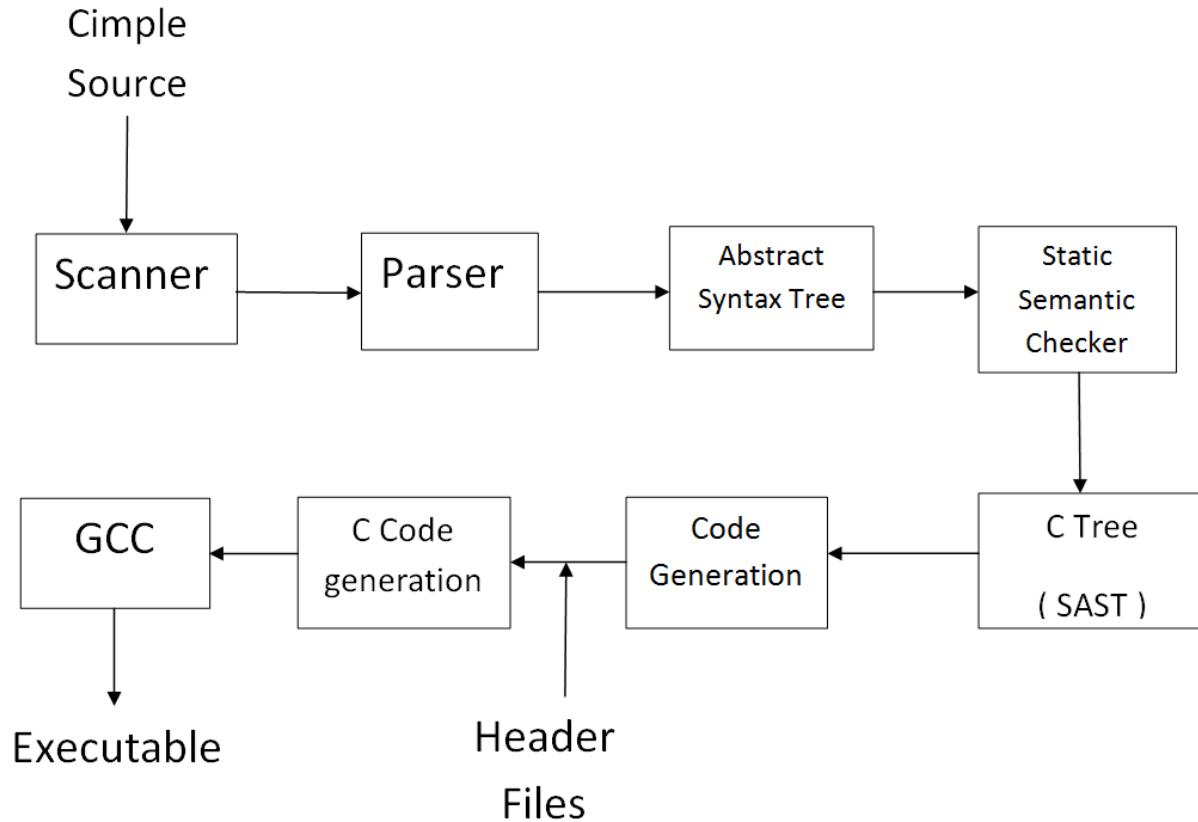 Cimple
Source
Scanner
Parser
Abstract
Syntax Tree
Static
Semantic
Checker
GCC
C Code
generation
Code
Generation
C Tree
( SAST )
Executable
Header
Files